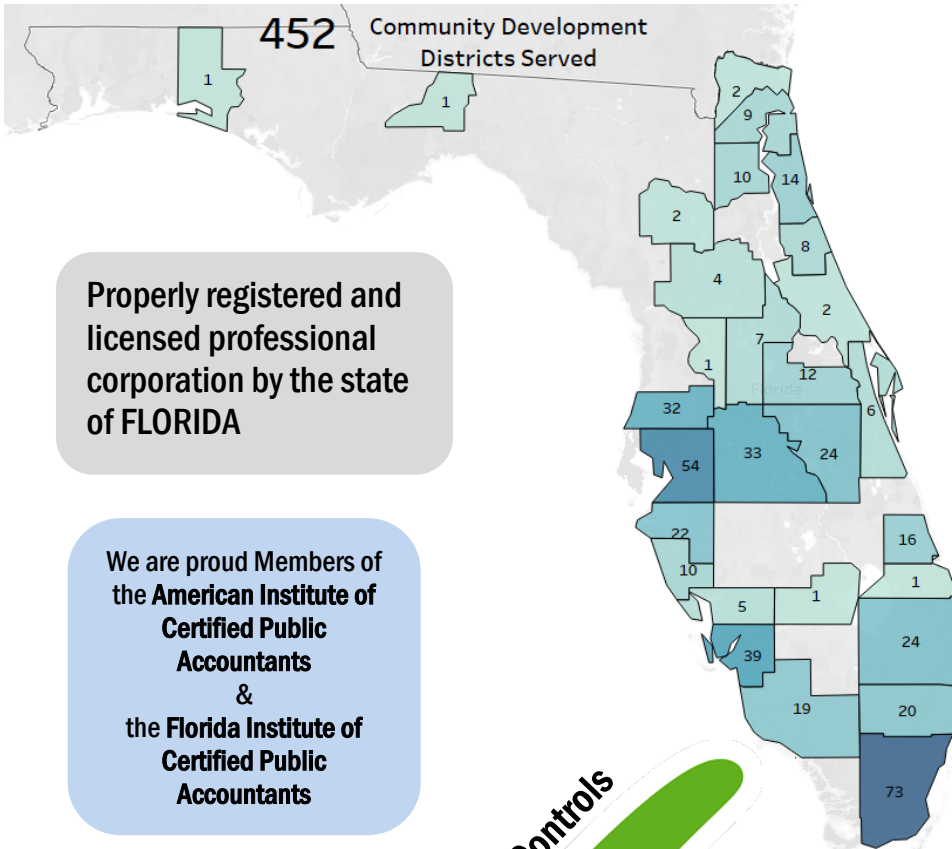 452
Community Development
Districts Served
1
1
2
9
10
14
2
8
4
2
7
1
12
Florida
6
32
33
24
54
22
16
10
1
1
5
24
39
19
20
73
Properly registered and
licensed professional
corporation by the state
of FLORIDA
We are proud Members of
the American Institute of
Certified Public
Accountants
&
the Florida Institute of
Certified Public
Accountants